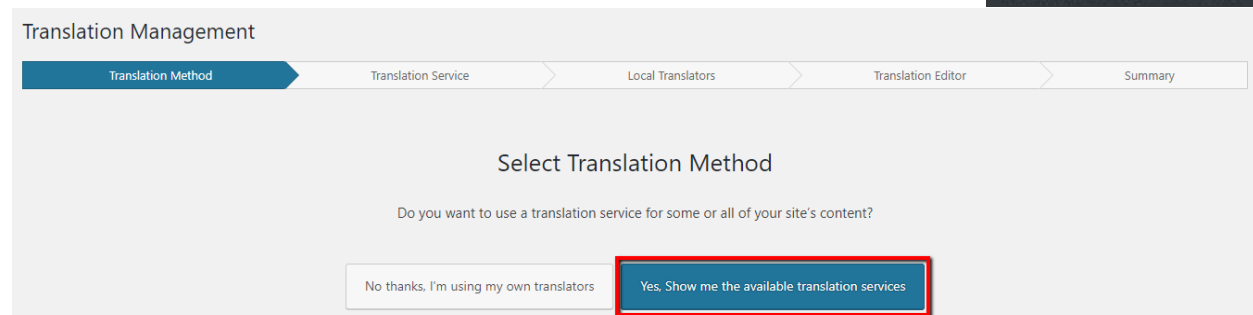 Translation Management
Translation Method Translation Service Local Translators Translation Editor Summary
Select Translation Method
Do you want to use a translation service for some or all of your site's content?
No thanks, I'm using my own translators Yes, Show me the available translation services